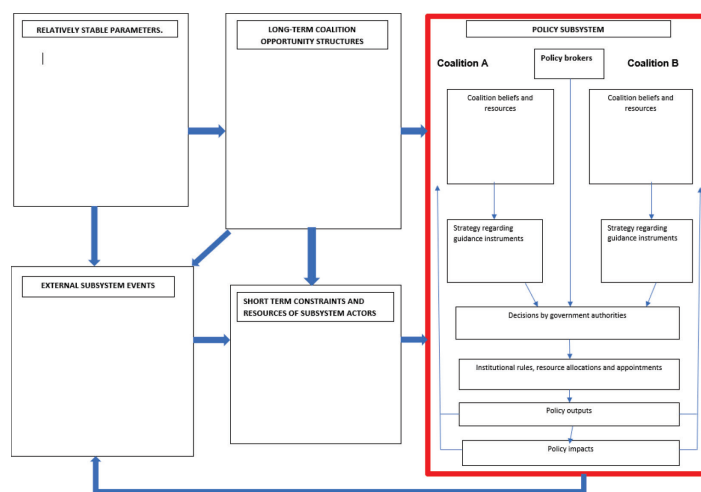 RELATIVELY STABLE PARAMETERS.
LONG-TERM COALITION
OPPORTUNITY STRUCTURES
POLICY SUBSYSTEM
Coalition A
Policy brokers
Coalition B
Coalition beliefs and
resources
Coalition beliefs and
resources
Strategy regarding
guidance instruments
Strategy regarding
guidance instruments
EXTERNAL SUBSYSTEM EVENTS
SHORT TERM CONSTRAINTS AND
RESOURCES OF SUBSYSTEM ACTORS
Decisions by government authorities
Institutional rules, resource allocations and appointments
Policy outputs
Policy impacts